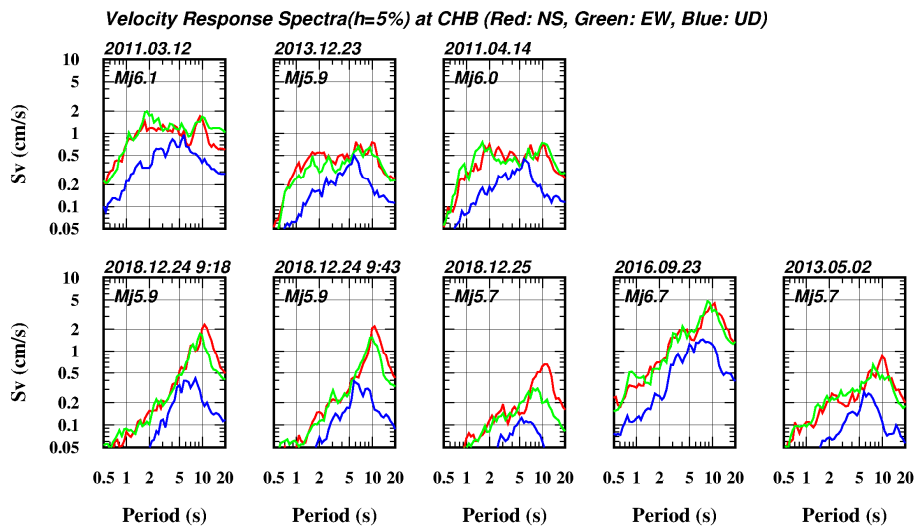 Velocity Response Spectra(h=5%) at CHB (Red: NS, Green: EW, Blue: UD)
2011.03.12 2013.12.23 2011.04.14
Mj6.1 Mj5.9 Mj6.0
10
5
2
1
0.5
0.2
0.1
0.05
Sv (cm/s)
2018.12.24 9:18 2018.12.24 9:43 2018.12.25 2016.09.23 2013.05.02
Mj5.9 Mj5.9 Mj5.7 Mj6.7 Mj5.7
10
5
2
1
0.5
0.2
0.1
0.05
Sv (cm/s)
0.5 1 2 5 10 20 0.5 1 2 5 10 20 0.5 1 2 5 10 20 0.5 1 2 5 10 20 0.5 1 2 5 10 20
Period (s) Period (s) Period (s) Period (s) Period (s)